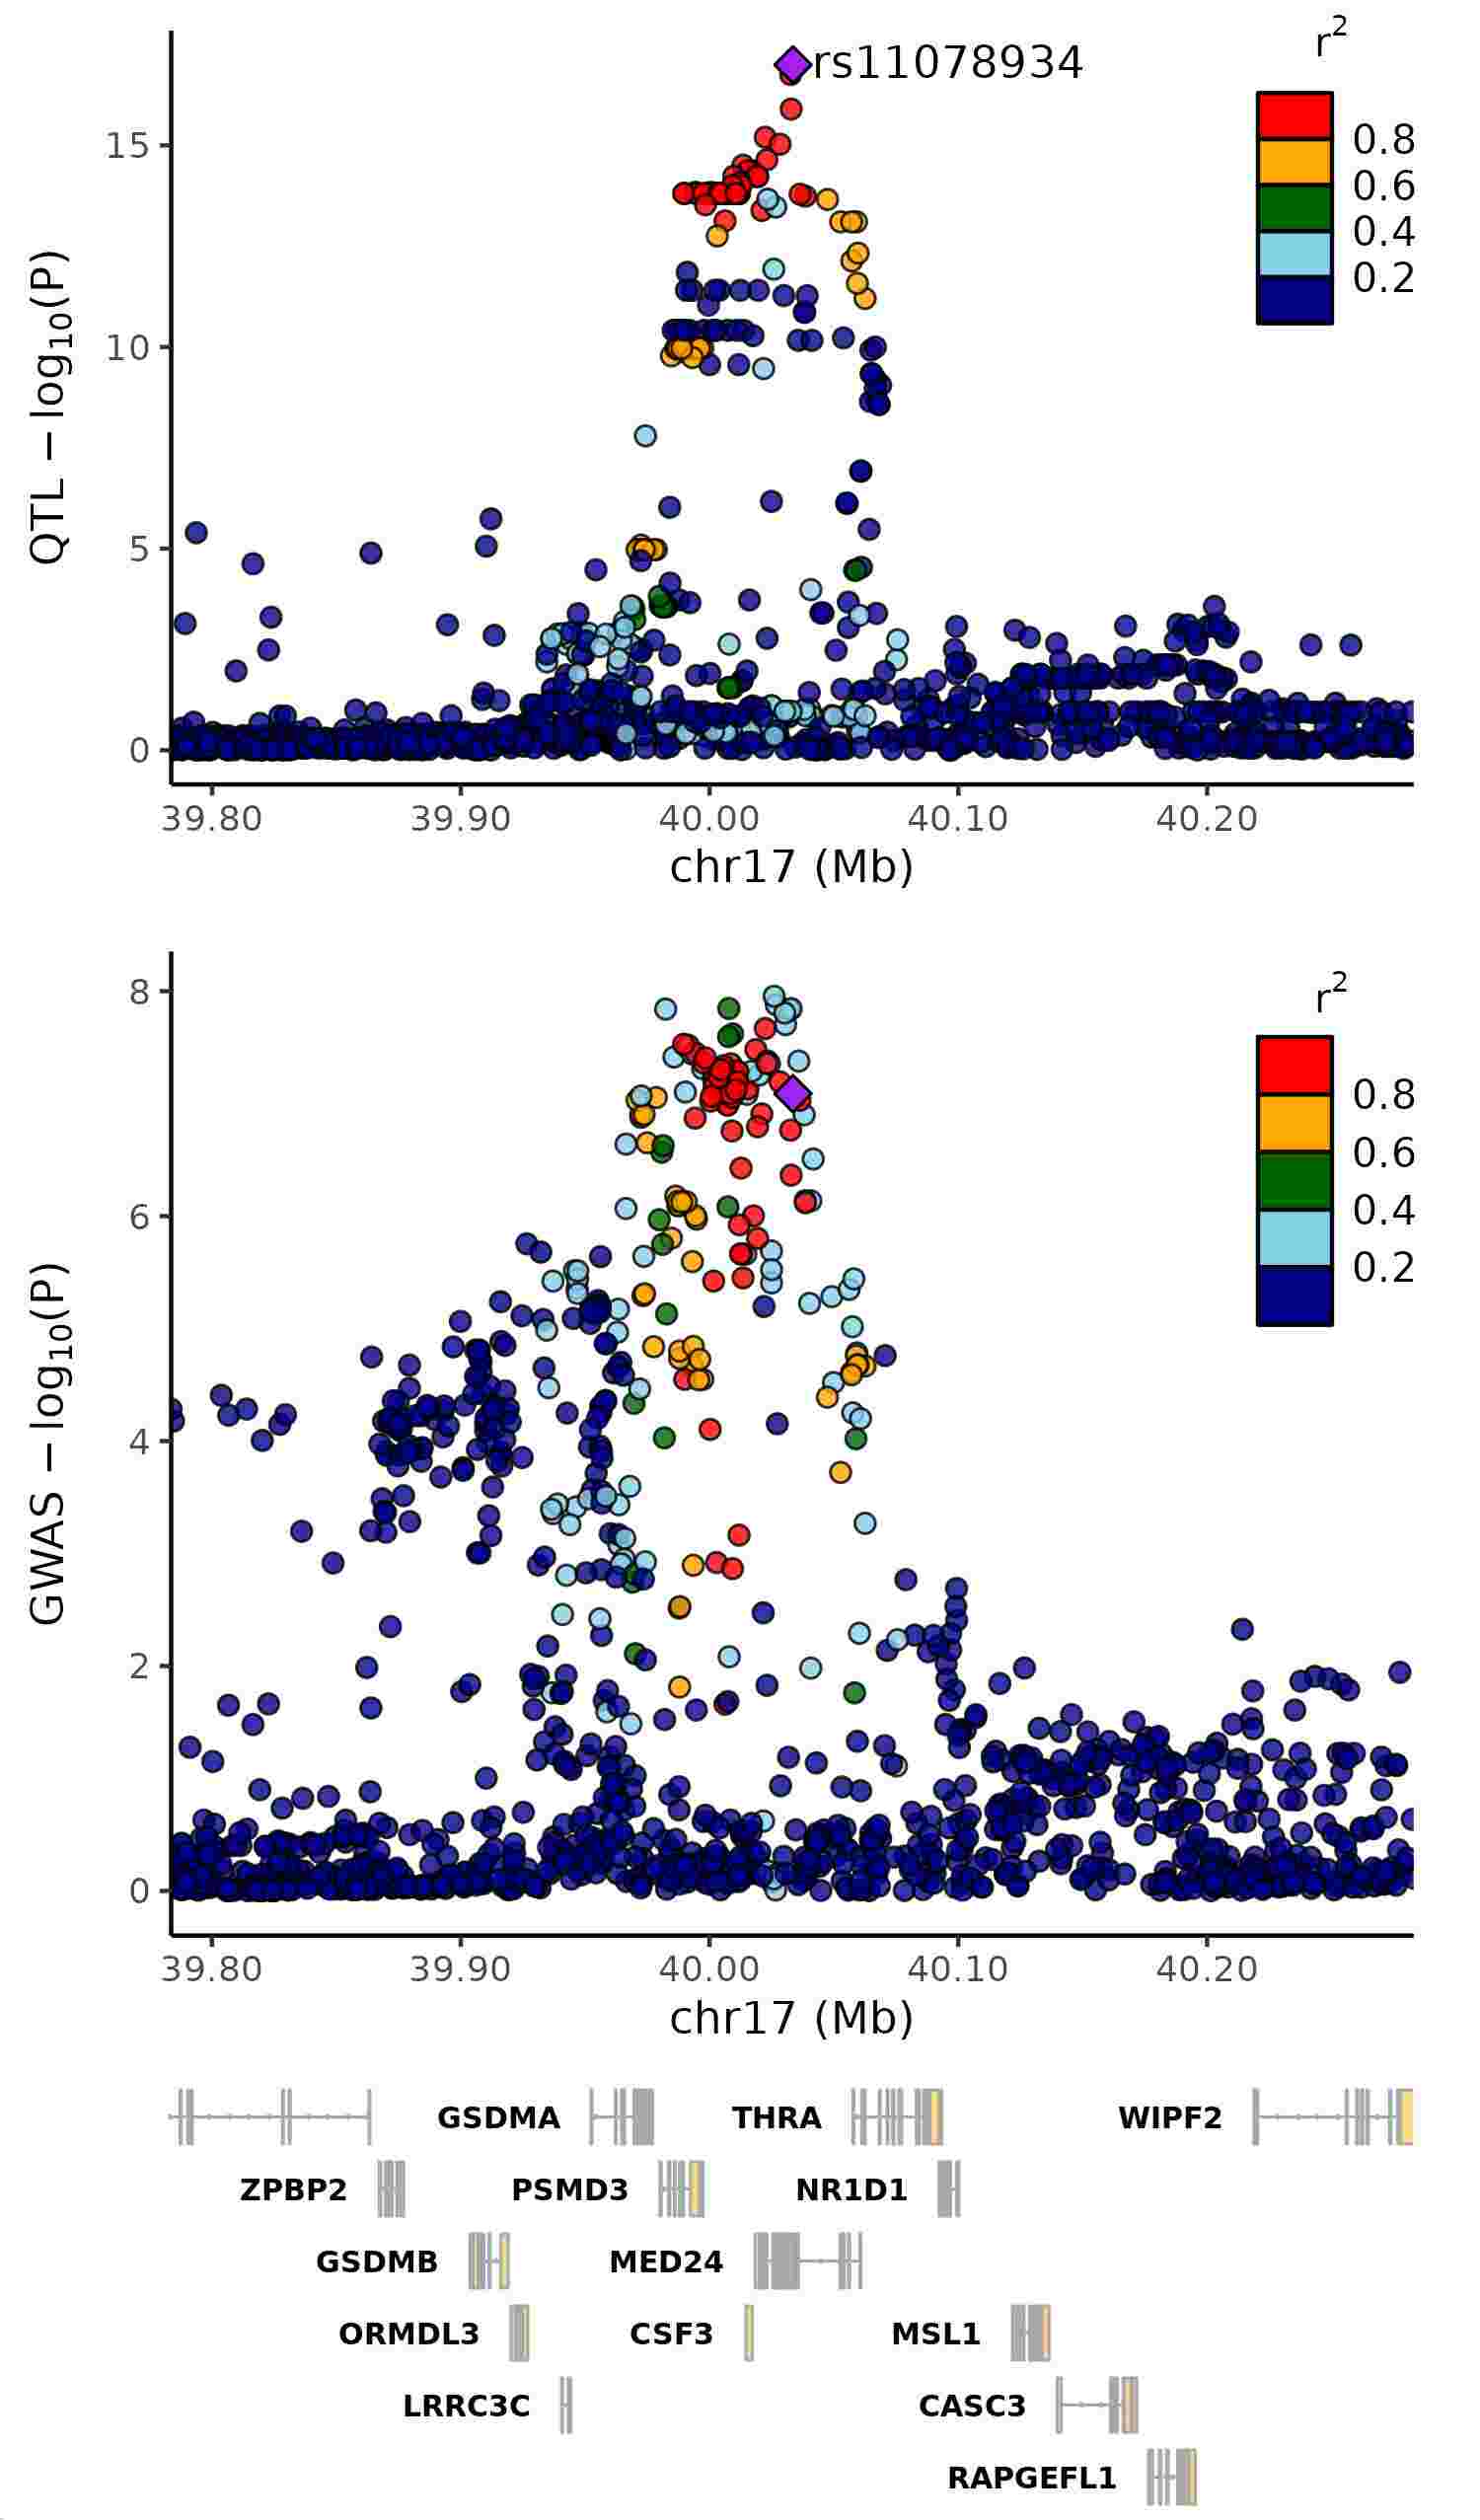 r²
rs11078934
0.8
0.6
0.4
0.2
15
10
5
0
QTL −log₁₀(P)
39.80 39.90 40.00 40.10 40.20
chr17 (Mb)
r²
0.8
0.6
0.4
0.2
8
6
4
2
0
GWAS −log₁₀(P)
39.80 39.90 40.00 40.10 40.20
chr17 (Mb)
GSDMA THRA WIPF2
ZPBP2 PSMD3 NR1D1
GSDMB MED24
ORMDL3 CSF3 MSL1
LRRC3C CASC3
RAPGEFL1